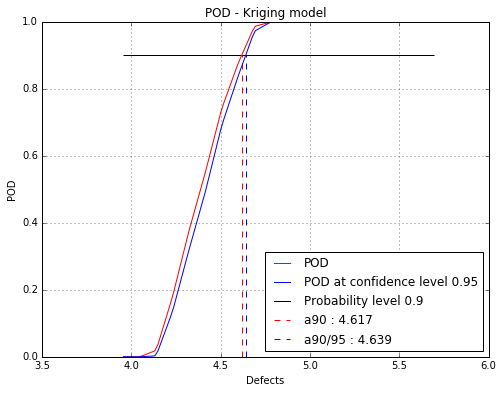 POD - Kriging model
1.0
0.8
0.6
0.4
0.2
0.0
POD
POD
POD at confidence level 0.95
Probability level 0.9
a90 : 4.617
a90/95 : 4.639
3.5 4.0 4.5 5.0 5.5 6.0
Defects